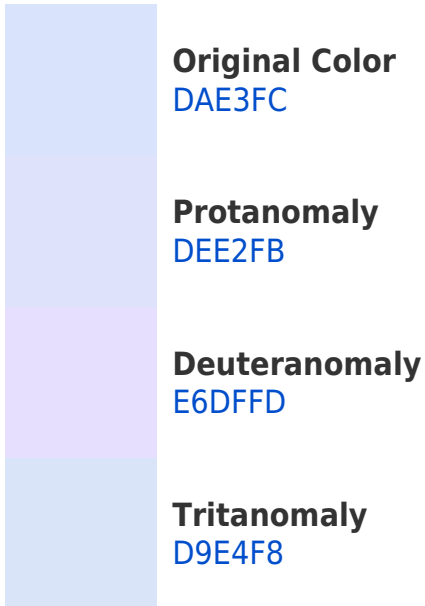 Original Color
DAE3FC
Protanomaly
DEE2FB
Deuteranomaly
E6DFFD
Tritanomaly
D9E4F8